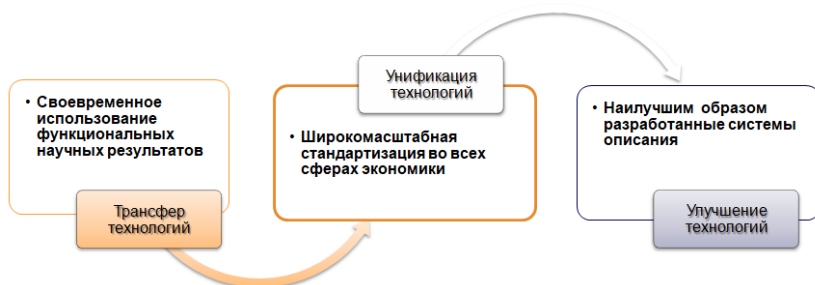 • Своевременное
использование
функциональных
научных результатов
Трансфер
технологий
Унификация
технологий
• Широкомасштабная
стандартизация во всех
сферах экономики
• Наилучшим образом
разработанные системы
описания
Улучшение
технологий